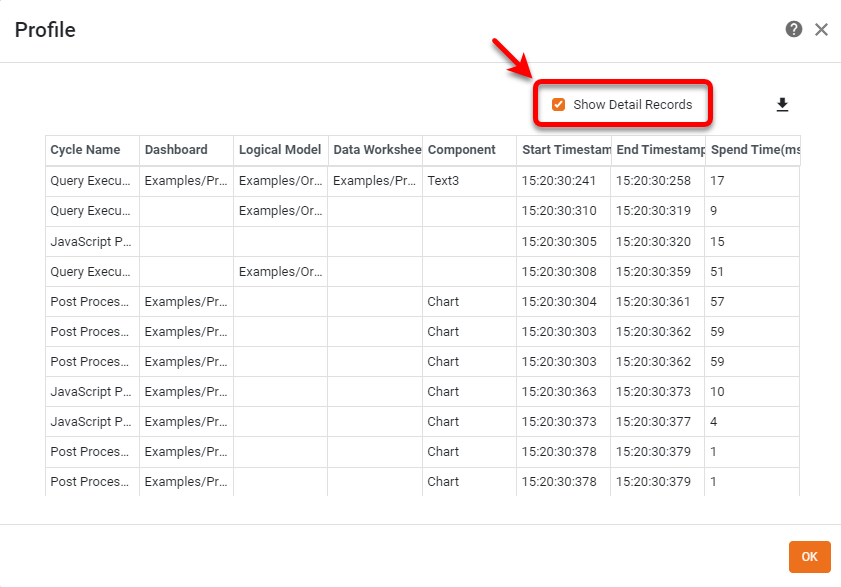 Profile
Show Detail Records
Cycle Name Dashboard Logical Model Data Workshee Component Start Timestam End Timestamp Spend Time(ms
Query Execu... Examples/Pr... Examples/Or... Examples/Pr... Text3 15:20:30:241 15:20:30:258 17
Query Execu... Examples/Or... 15:20:30:310 15:20:30:319 9
JavaScript P... 15:20:30:305 15:20:30:320 15
Query Execu... Examples/Or... 15:20:30:308 15:20:30:359 51
Post Proces... Examples/Pr... Chart 15:20:30:304 15:20:30:361 57
Post Proces... Examples/Pr... Chart 15:20:30:303 15:20:30:362 59
Post Proces... Examples/Pr... Chart 15:20:30:303 15:20:30:362 59
JavaScript P... Examples/Pr... Chart 15:20:30:363 15:20:30:373 10
JavaScript P... Examples/Pr... Chart 15:20:30:373 15:20:30:377 4
Post Proces... Examples/Pr... Chart 15:20:30:378 15:20:30:379 1
Post Proces... Examples/Pr... Chart 15:20:30:378 15:20:30:379 1
OK